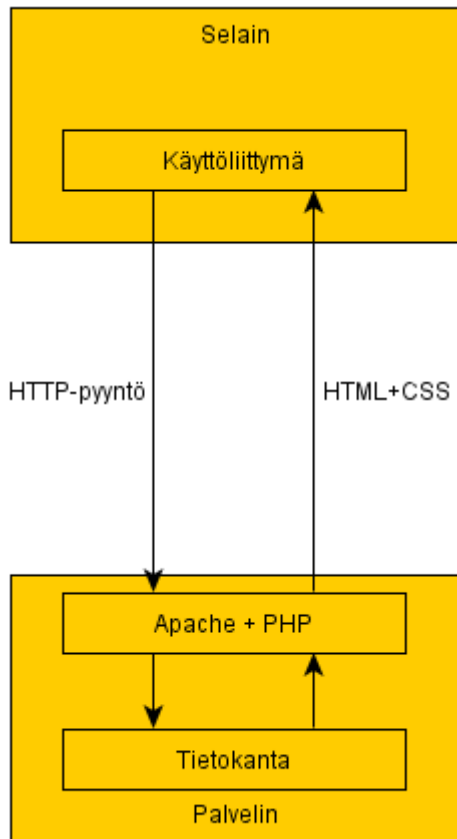 Selain
Käyttöliittymä
HTTP-pyyntö
HTML+CSS
Apache + PHP
Tietokanta
Palvelin